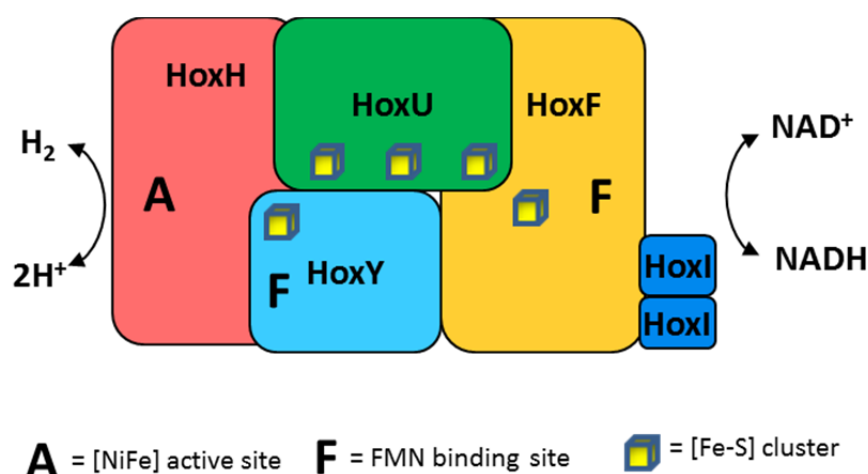 HoxH
HoxU
HoxF
H₂
NAD⁺
A
F
F
HoxY
2H⁺
NADH
HoxI
HoxI
A = [NiFe] active site
F = FMN binding site
= [Fe-S] cluster